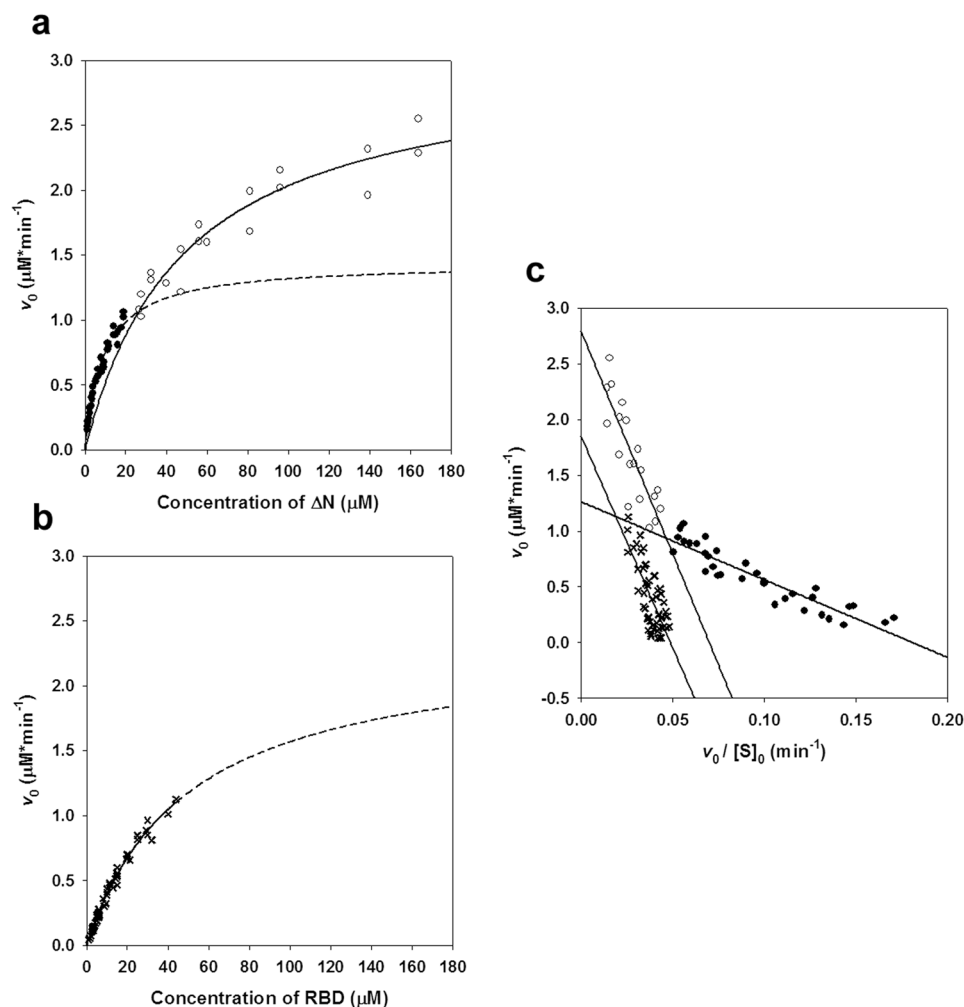 a
3.0
2.5
2.0
1.5
1.0
0.5
0.0
v0 (µM*min-1)
0 20 40 60 80 100 120 140 160 180
Concentration of ΔN (µM)
b
3.0
2.5
2.0
1.5
1.0
0.5
0.0
v0 (µM*min-1)
0 20 40 60 80 100 120 140 160 180
Concentration of RBD (µM)
c
3.0
2.5
2.0
1.5
1.0
0.5
0.0
-0.5
v0 (µM*min-1)
0.00 0.05 0.10 0.15 0.20
v0 / [S]0 (min-1)